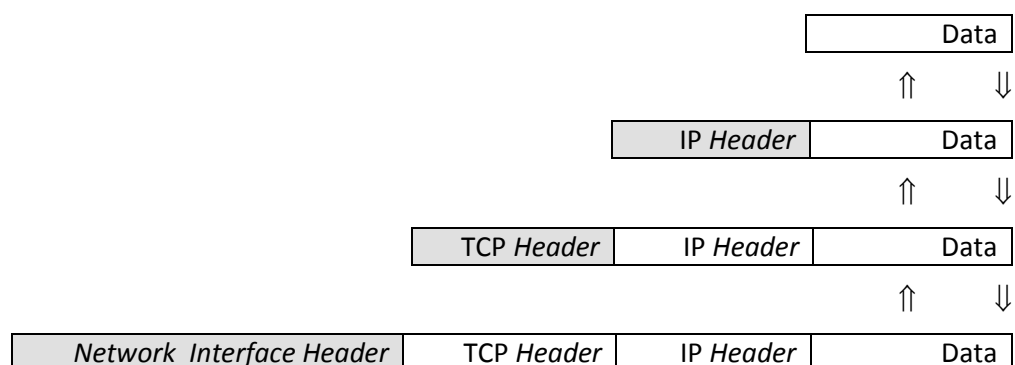 Data
⇑ ⇓
IP Header Data
⇑ ⇓
TCP Header IP Header Data
⇑ ⇓
Network Interface Header TCP Header IP Header Data